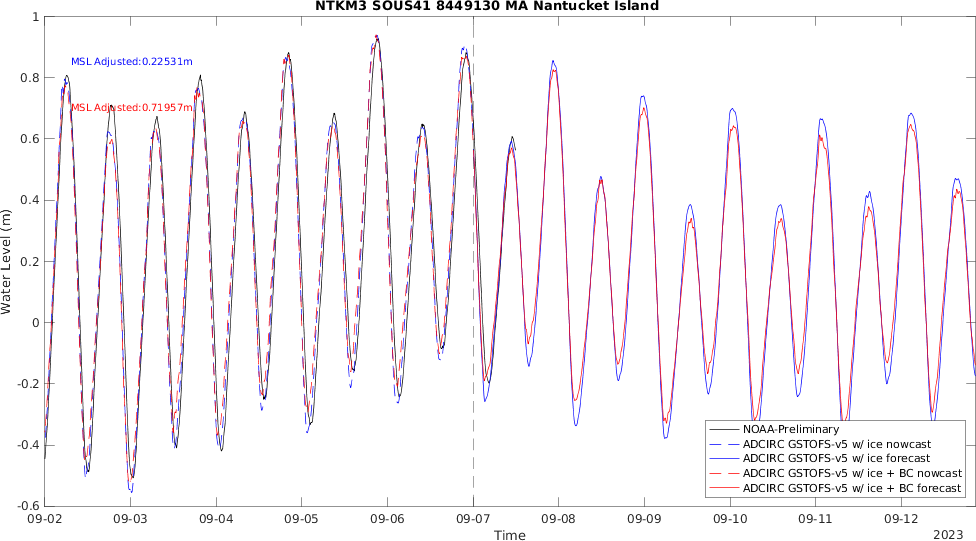 NTKM3 SOUS41 8449130 MA Nantucket Island
1
0.8
0.6
0.4
0.2
0
-0.2
-0.4
-0.6
Water Level (m)
MSL Adjusted:0.22531m
MSL Adjusted:0.71957m
NOAA-Preliminary
ADCIRC GSTOFS-v5 w/ ice nowcast
ADCIRC GSTOFS-v5 w/ ice forecast
ADCIRC GSTOFS-v5 w/ ice + BC nowcast
ADCIRC GSTOFS-v5 w/ ice + BC forecast
09-02 09-03 09-04 09-05 09-06 09-07 09-08 09-09 09-10 09-11 09-12
Time
2023